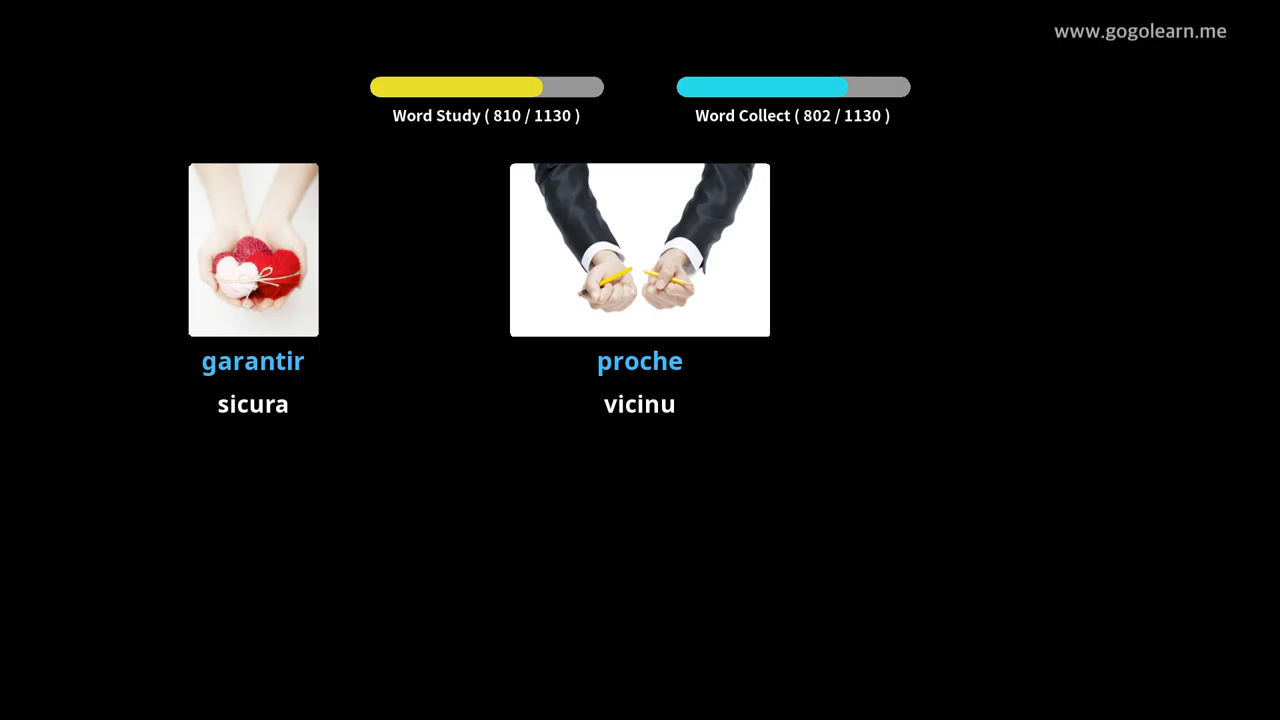 www.gogolearn.me
Word Study ( 810 / 1130 )
Word Collect ( 802 / 1130 )
garantir
proche
sicura
vicinu